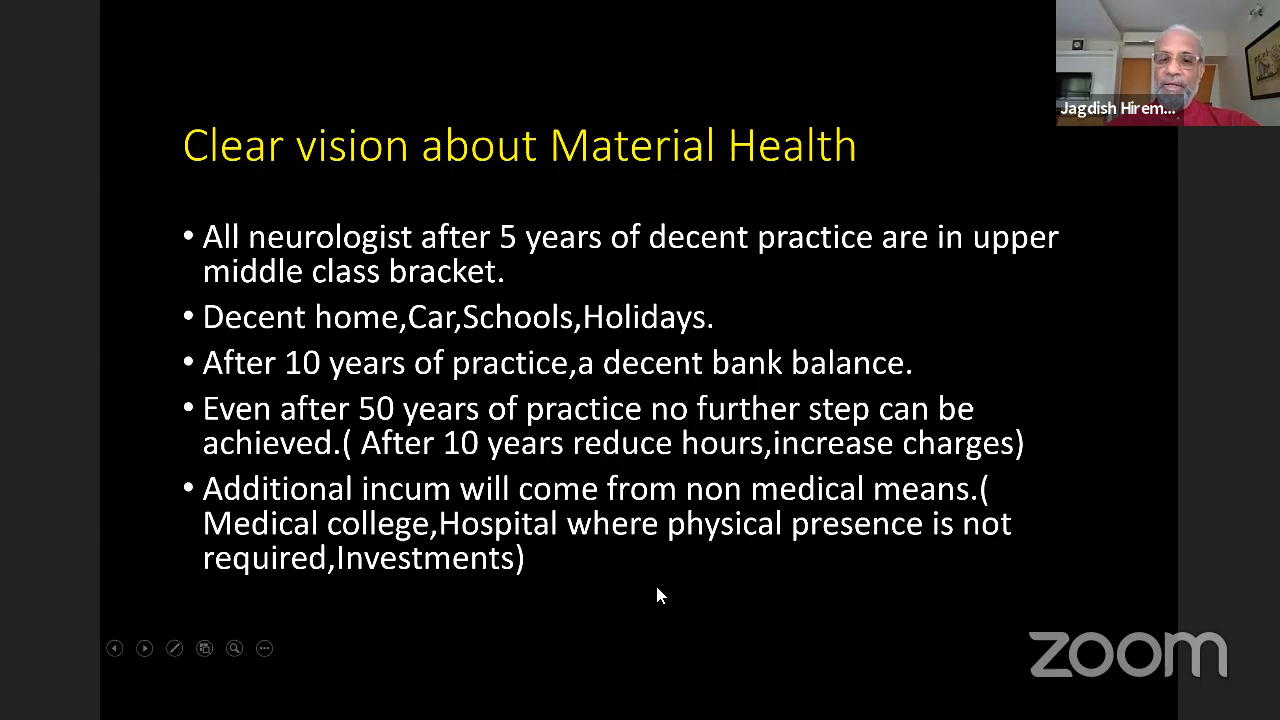 Jagdish Hirem...
Clear vision about Material Health
• All neurologist after 5 years of decent practice are in upper
middle class bracket.
• Decent home,Car,Schools,Holidays.
• After 10 years of practice,a decent bank balance.
• Even after 50 years of practice no further step can be
achieved.( After 10 years reduce hours,increase charges)
• Additional incum will come from non medical means.(
Medical college,Hospital where physical presence is not
required,Investments)
zoom